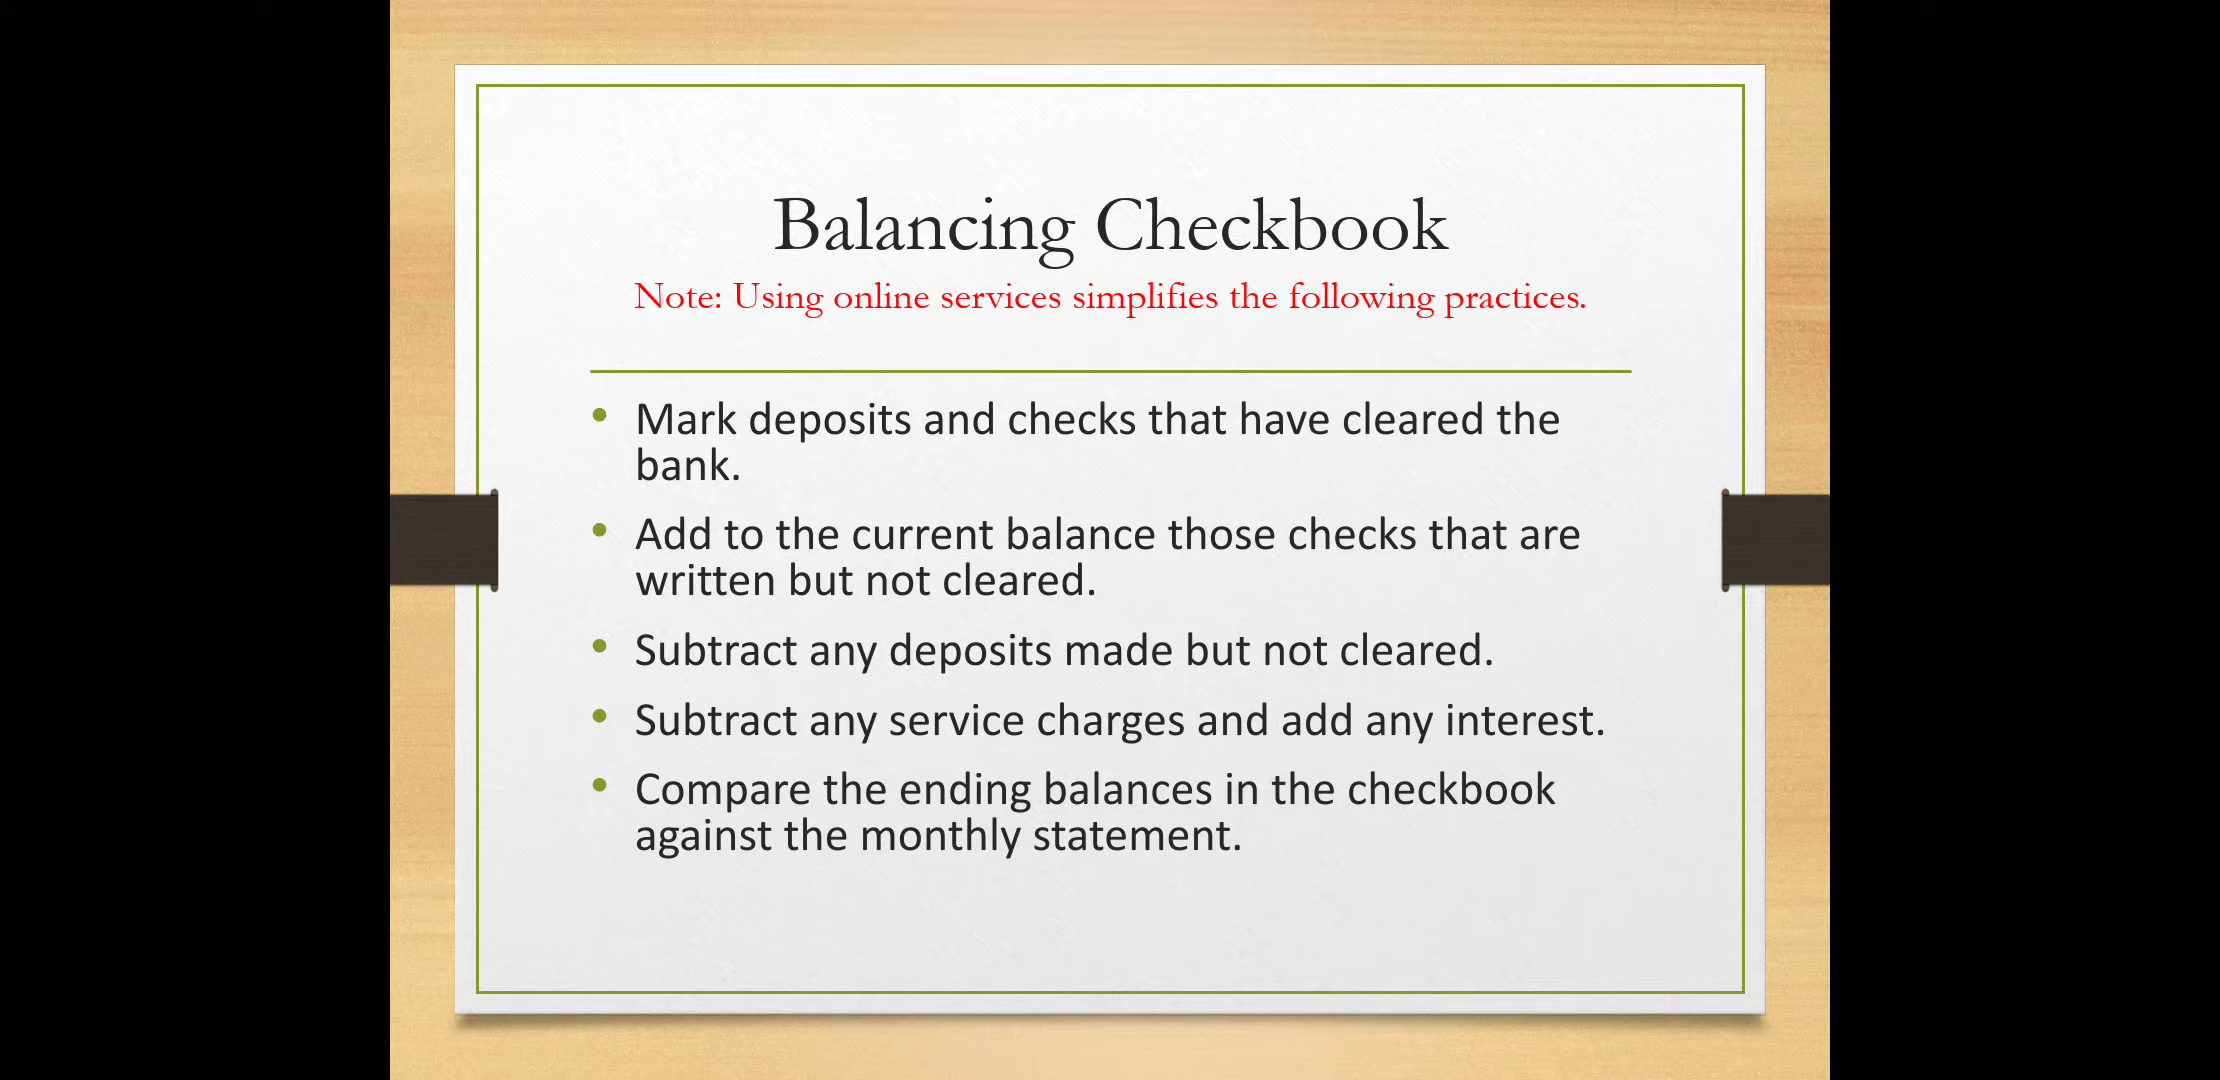 Balancing Checkbook
Note: Using online services simplifies the following practices.
• Mark deposits and checks that have cleared the
bank.
• Add to the current balance those checks that are
written but not cleared.
• Subtract any deposits made but not cleared.
• Subtract any service charges and add any interest.
• Compare the ending balances in the checkbook
against the monthly statement.